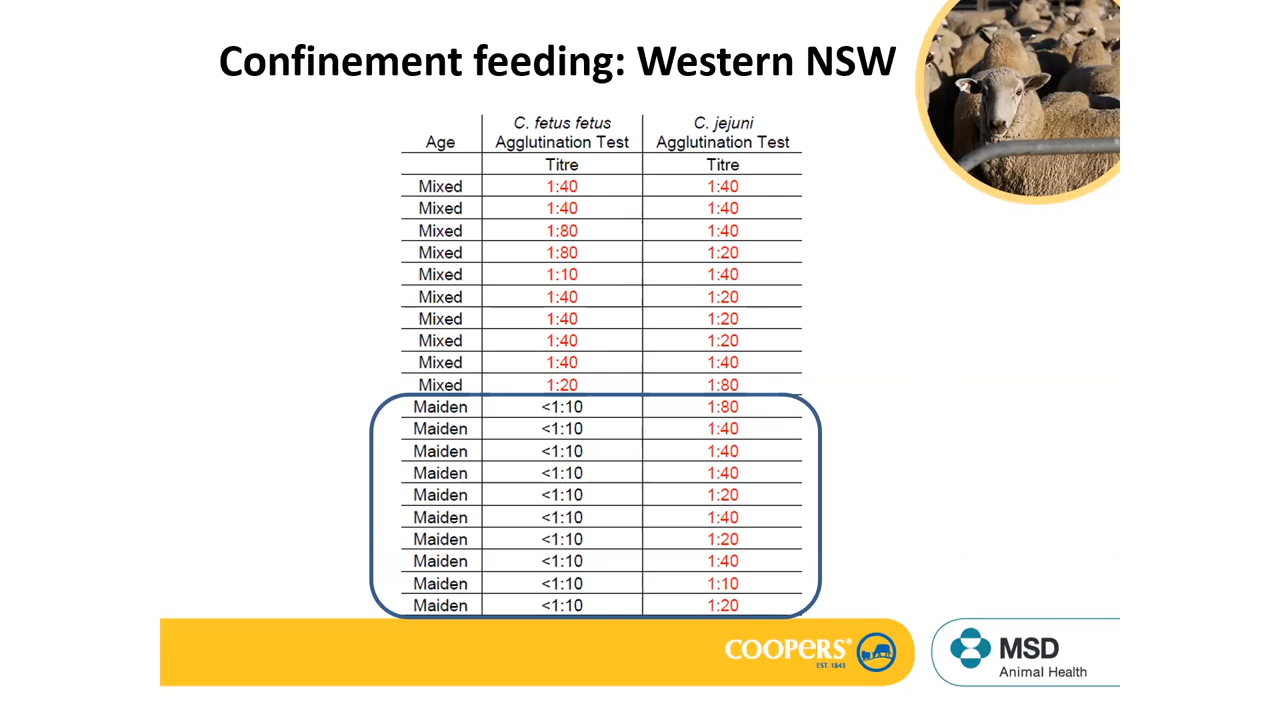 Confinement feeding: Western NSW
C. fetus fetus C. jejuni
Age Agglutination Test Agglutination Test
Titre Titre
Mixed 1:40 1:40
Mixed 1:40 1:40
Mixed 1:80 1:40
Mixed 1:80 1:20
Mixed 1:10 1:40
Mixed 1:40 1:20
Mixed 1:40 1:20
Mixed 1:40 1:20
Mixed 1:40 1:40
Mixed 1:20 1:80
Maiden <1:10 1:80
Maiden <1:10 1:40
Maiden <1:10 1:40
Maiden <1:10 1:40
Maiden <1:10 1:20
Maiden <1:10 1:40
Maiden <1:10 1:20
Maiden <1:10 1:40
Maiden <1:10 1:10
Maiden <1:10 1:20
COOPERS®
EST. 1843
MSD
Animal Health